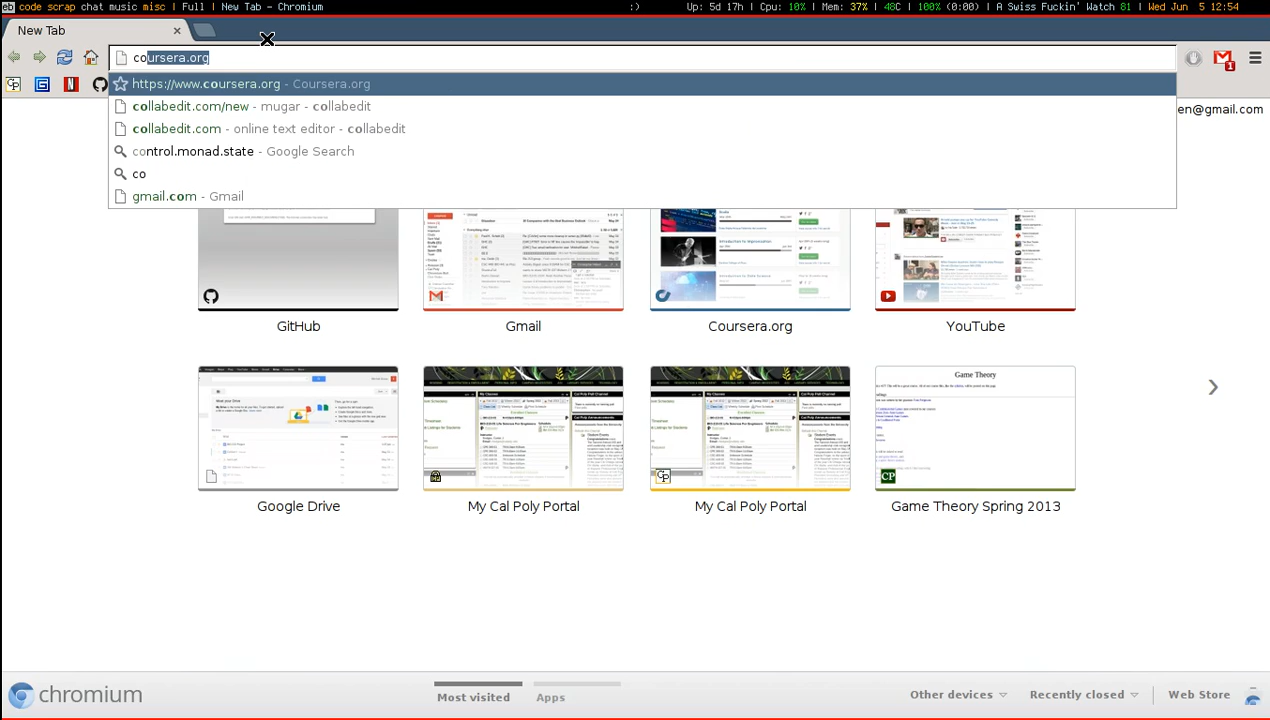 eb code scrap chat music misc | Full | New Tab - Chromium :) Up: 5d 17h | Cpu: 10% | Mem: 37% | 48C | 100% (0:00) | A Swiss Fuckin' Watch 81 | Wed Jun 5 12:54
New Tab
coursera.org
1
https://www.coursera.org - Coursera.org
collabedit.com/new - mugar - collabedit
en@gmail.com
collabedit.com - online text editor - collabedit
control.monad.state - Google Search
co
gmail.com - Gmail
GitHub Gmail Coursera.org YouTube
Game Theory
Google Drive My Cal Poly Portal My Cal Poly Portal Game Theory Spring 2013
chromium Most visited Apps Other devices Recently closed Web Store